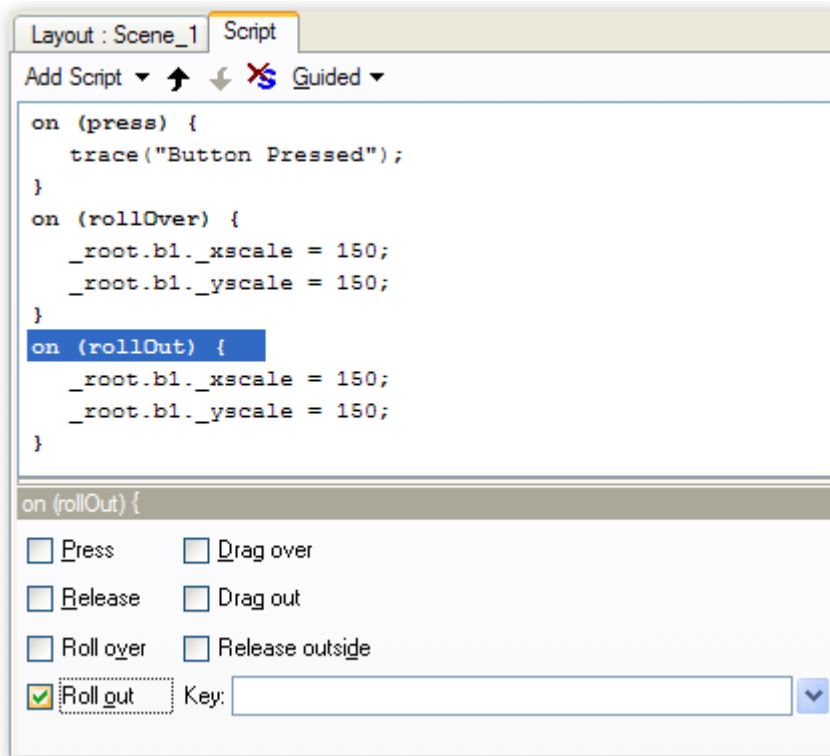 Layout : Scene_1 Script
Add Script Guided
on (press) {
trace("Button Pressed");
}
on (rollOver) {
_root.b1._xscale = 150;
_root.b1._yscale = 150;
}
on (rollOut) {
_root.b1._xscale = 150;
_root.b1._yscale = 150;
}
on (rollOut) {
Press Drag over
Release Drag out
Roll over Release outside
Roll out Key: